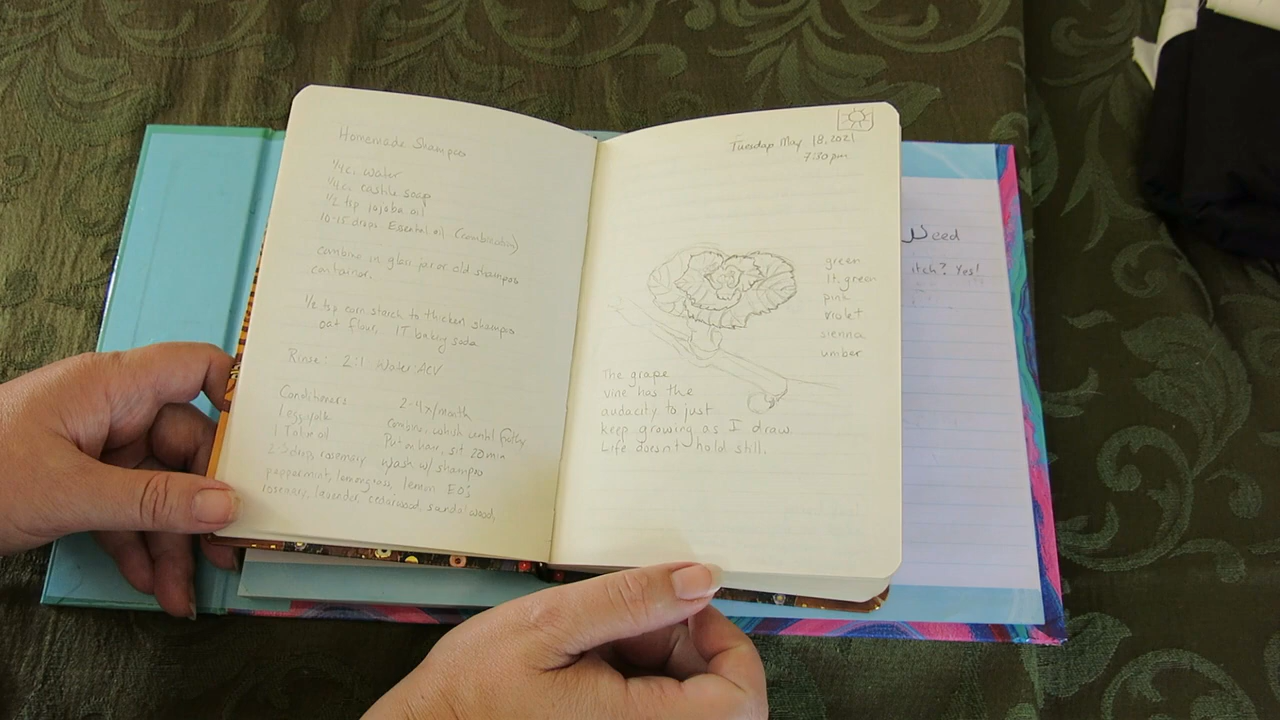 Homemade Shampoo
1/4 c. water
1/4 c. castile soap
1/2 tsp jojoba oil
10-15 drops Essential oil (combination)
combine in glass jar or old shampoo
container.
1/2 tsp corn starch to thicken shampoo
oat flour, 1T baking soda
Rinse: 2:1 Water:ACV
Conditioners 2-4x/month
1 egg yolk combine, whisk until frothy
1 T olive oil Put on hair, sit 20 min
2-3 drops rosemary wash w/ shampoo
peppermint, lemongrass, lemon EO's
rosemary, lavender, cedarwood, sandalwood,
Tuesday May 18, 2021
7:30 pm
green
lt. green
pink
violet
sienna
umber
The grape
vine has the
audacity to just
keep growing as I draw.
Life doesn't hold still.
itch? Yes!